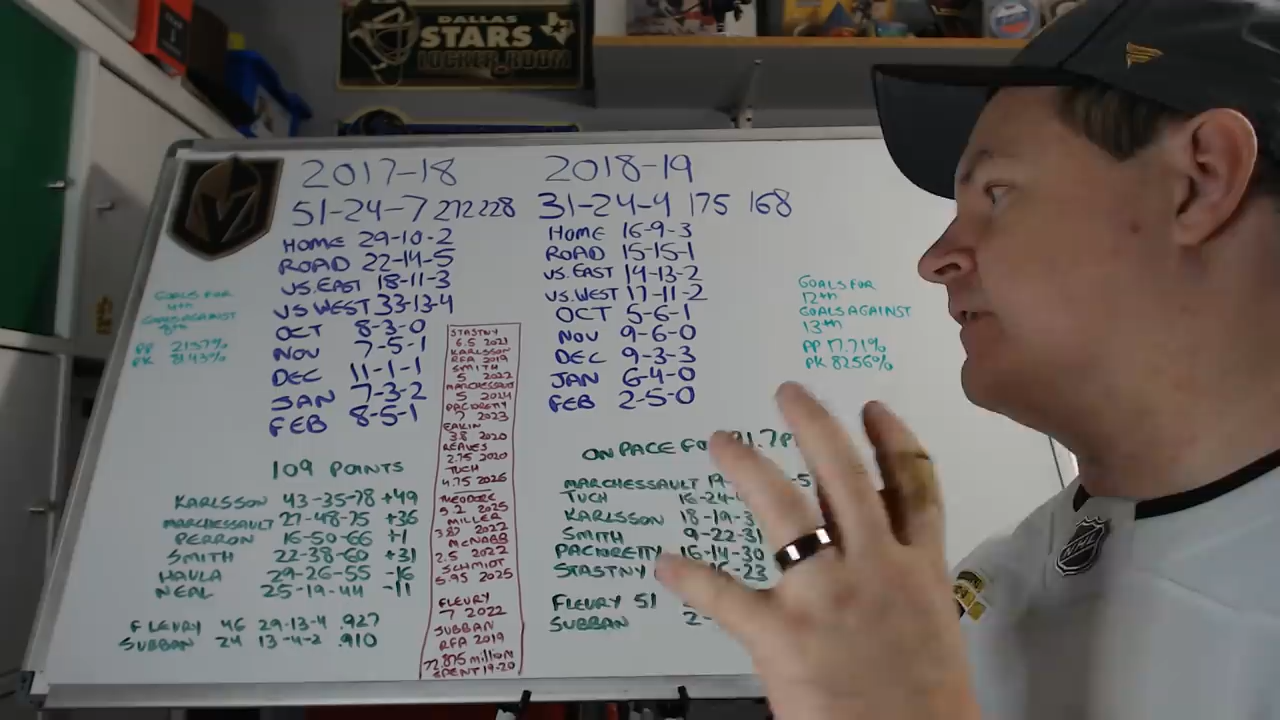 DALLAS
STARS
LOCKER ROOM
2017-18
51-24-7 272 228
HOME 29-10-2
ROAD 22-14-5
VS. EAST 18-11-3
VS WEST 33-13-4
OCT 8-3-0
NOV 7-5-1
DEC 11-1-1
JAN 7-3-2
FEB 8-5-1
109 POINTS
KARLSSON 43-35-78 +49
MARCHESSAULT 27-48-75 +36
PERRON 16-50-66 +1
SMITH 22-38-60 +31
HAULA 29-26-55 -16
NEAL 25-19-44 -11
FLEURY 46 29-13-4 .927
SUBBAN 24 13-4-2 .910
GOALS FOR
4th
GOALS AGAINST
8th
PP 21.37%
PK 81.43%
STASTNY
6.5 2021
KARLSSON
RFA 2019
SMITH
5 2022
MARCHESSAULT
5 2024
PACIORETTY
7 2023
EAKIN
3.8 2020
REAVES
2.75 2020
TUCH
4.75 2026
THEODORE
5.2 2025
MILLER
3.87 2022
McNABB
2.5 2022
SCHMIDT
5.95 2025
FLEURY
7 2022
SUBBAN
RFA 2019
72.875 million
SPENT 19-20
2018-19
31-24-4 175 168
HOME 16-9-3
ROAD 15-15-1
VS. EAST 14-13-2
VS. WEST 17-11-2
OCT 5-6-1
NOV 9-6-0
DEC 9-3-3
JAN 6-4-0
FEB 2-5-0
ON PACE FO 91.7 P
MARCHESSAULT 19- 5
TUCH 16-24-
KARLSSON 18-19-3
SMITH 9-22-31
PACIORETTY 16-14-30
STASTNY -23
FLEURY 51
SUBBAN 2-
GOALS FOR
12th
GOALS AGAINST
13th
PP 17.71%
PK 82.56%
NHL